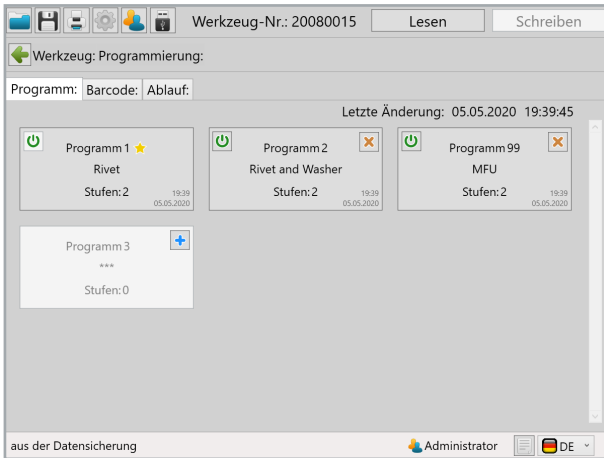 Werkzeug-Nr.: 20080015 Lesen Schreiben
Werkzeug: Programmierung:
Programm: Barcode: Ablauf:
Letzte Änderung: 05.05.2020 19:39:45
Programm 1
Rivet
Stufen: 2
19:39
05.05.2020
Programm 2
Rivet and Washer
Stufen: 2
19:39
05.05.2020
Programm 99
MFU
Stufen: 2
19:39
05.05.2020
Programm 3
***
Stufen: 0
aus der Datensicherung Administrator DE